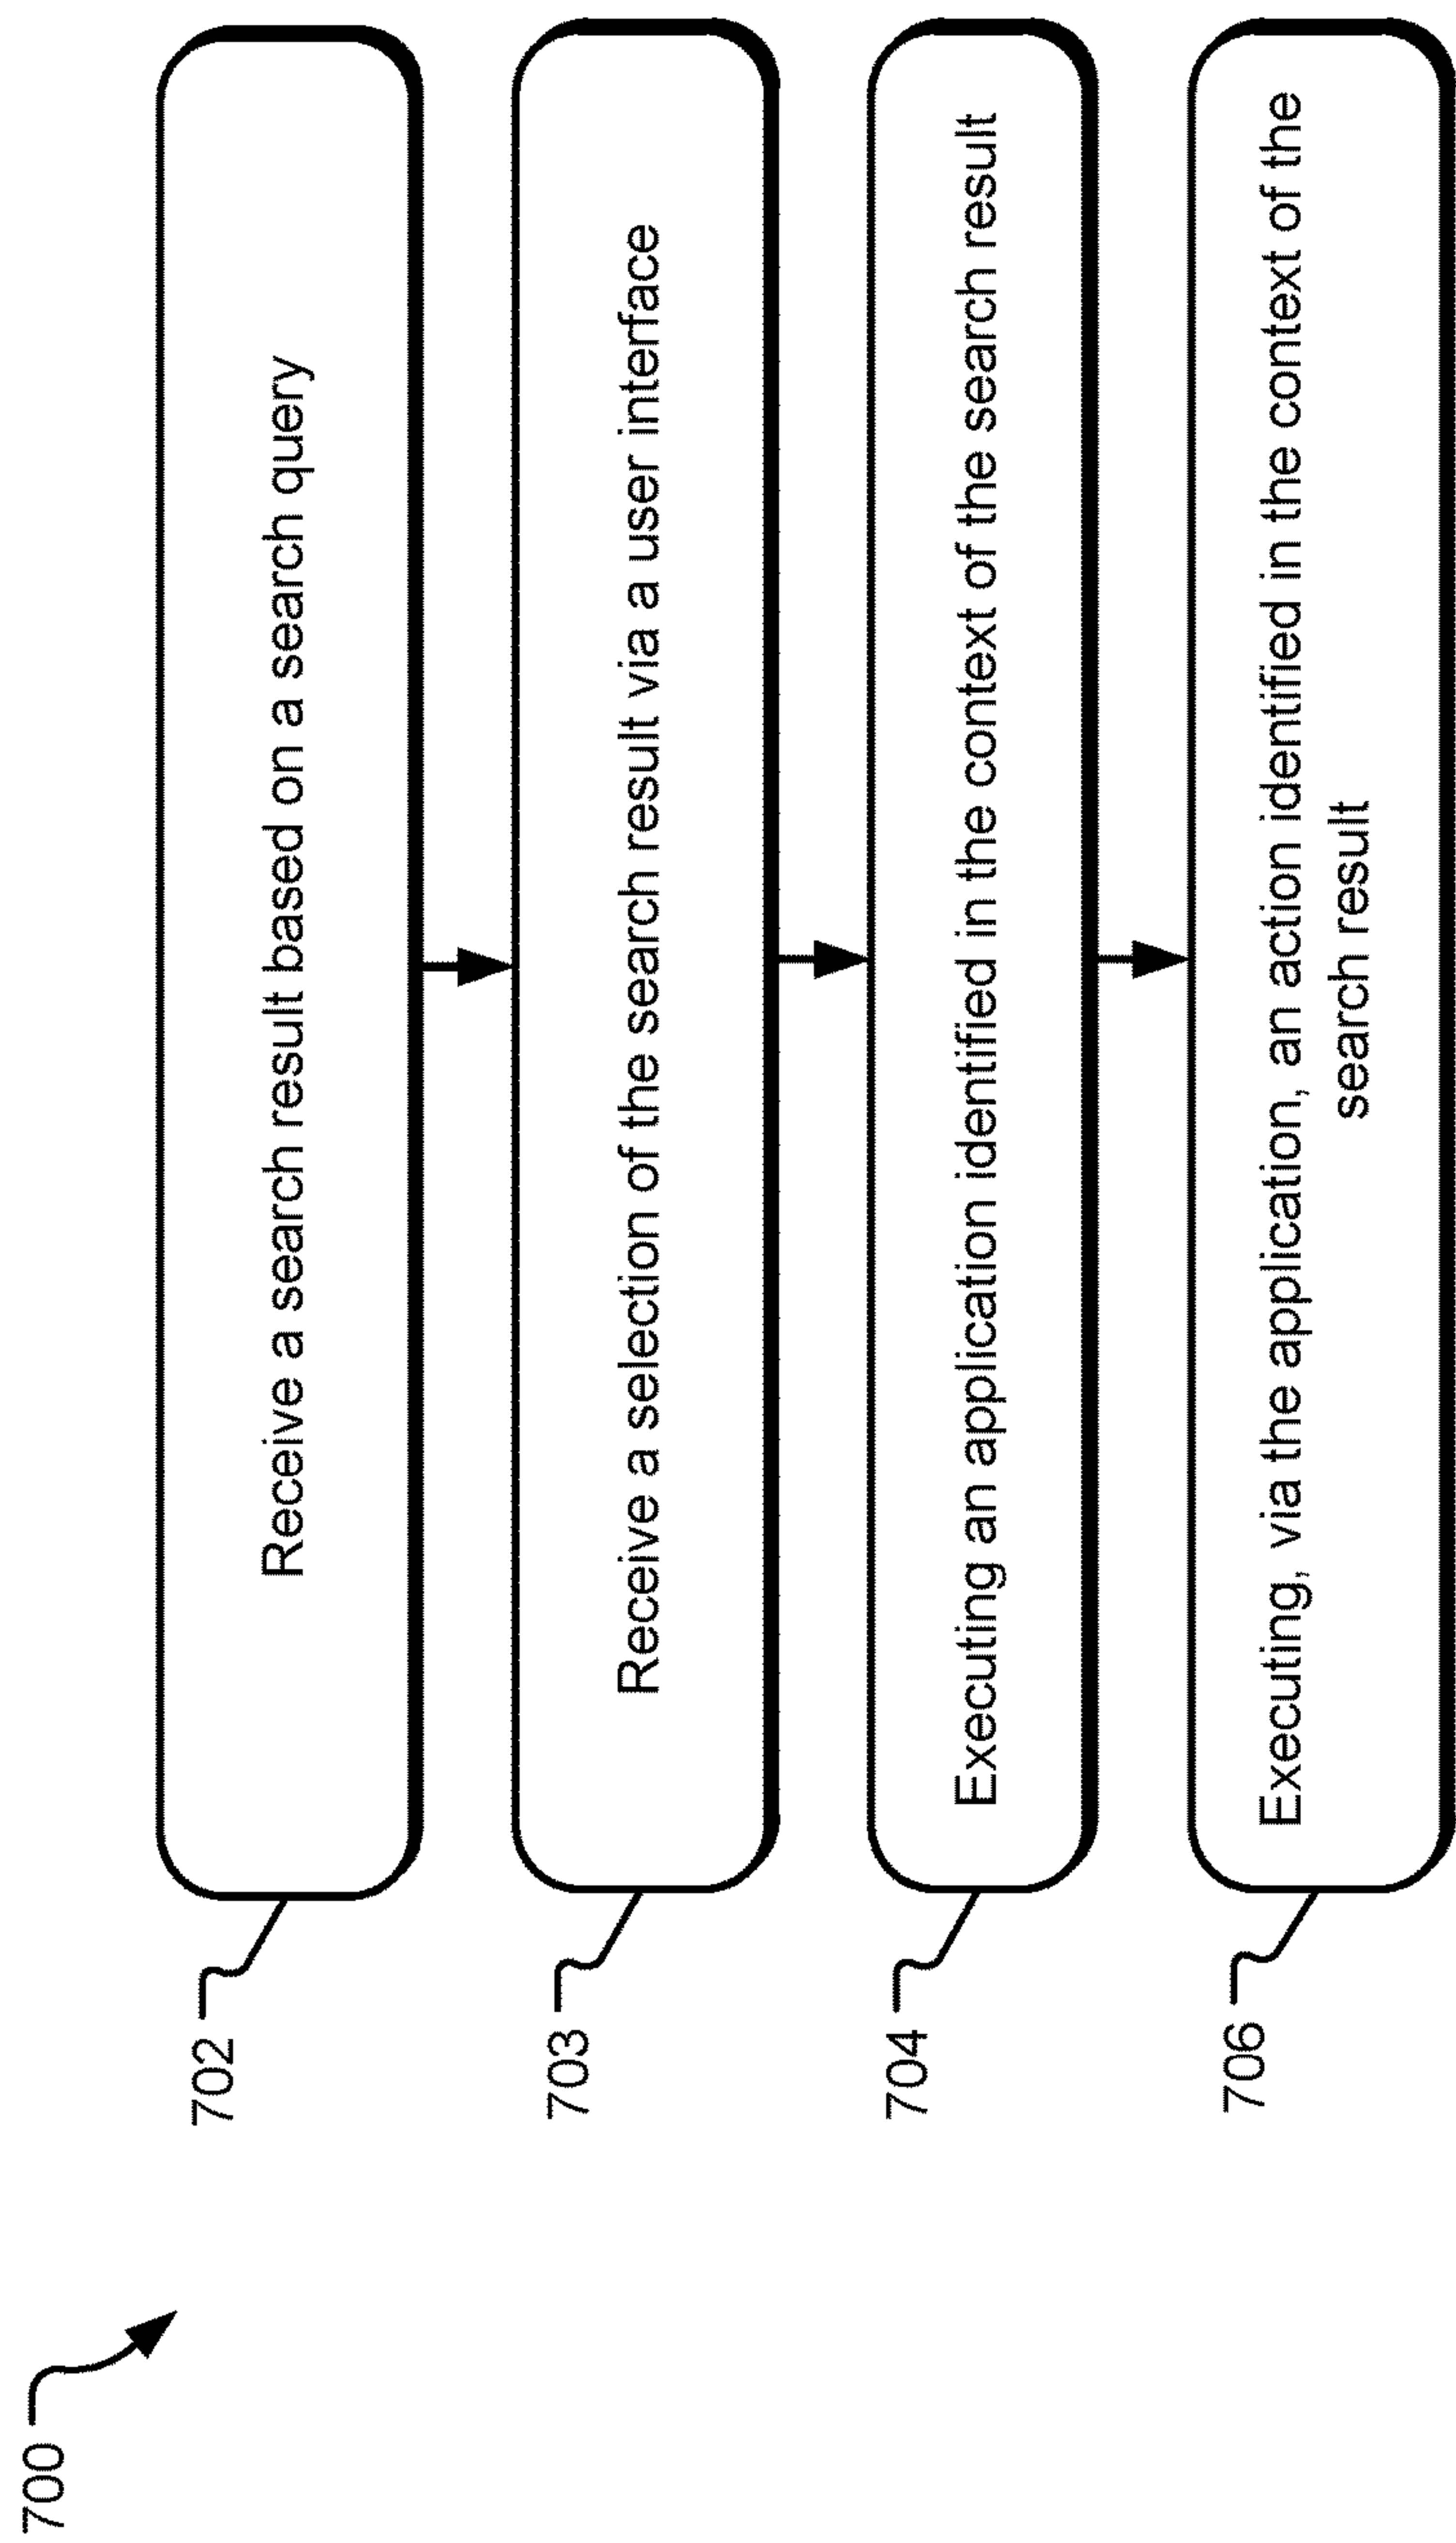 700
702
Receive a search result based on a search query
703
Receive a selection of the search result via a user interface
704
Executing an application identified in the context of the search result
706
Executing, via the application, an action identified in the context of the
search result